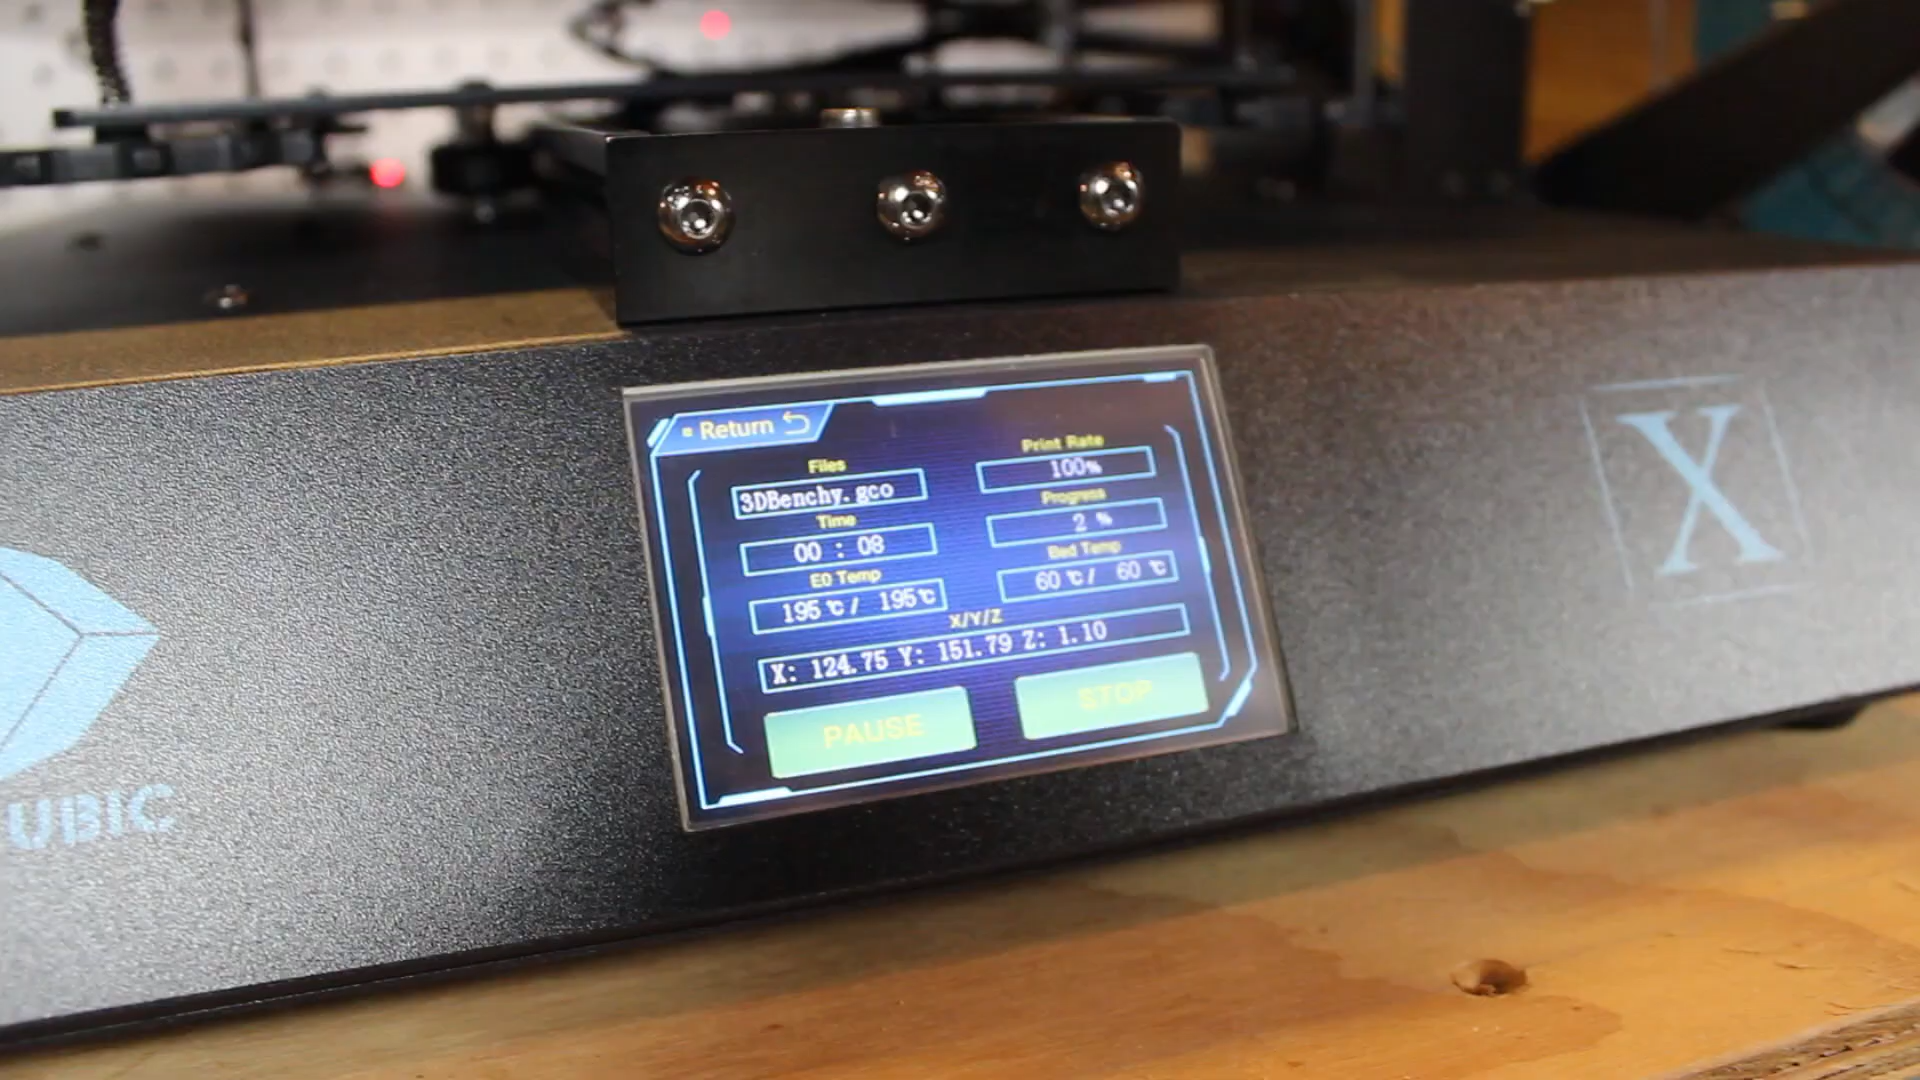 Return
Files
3DBenchy.gco
Print Rate
100%
Time
00 : 08
Progress
2 %
E0 Temp
195℃/ 195℃
Bed Temp
60℃/ 60℃
X/Y/Z
X: 124.75 Y: 151.79 Z: 1.10
PAUSE
STOP
X
UBIC